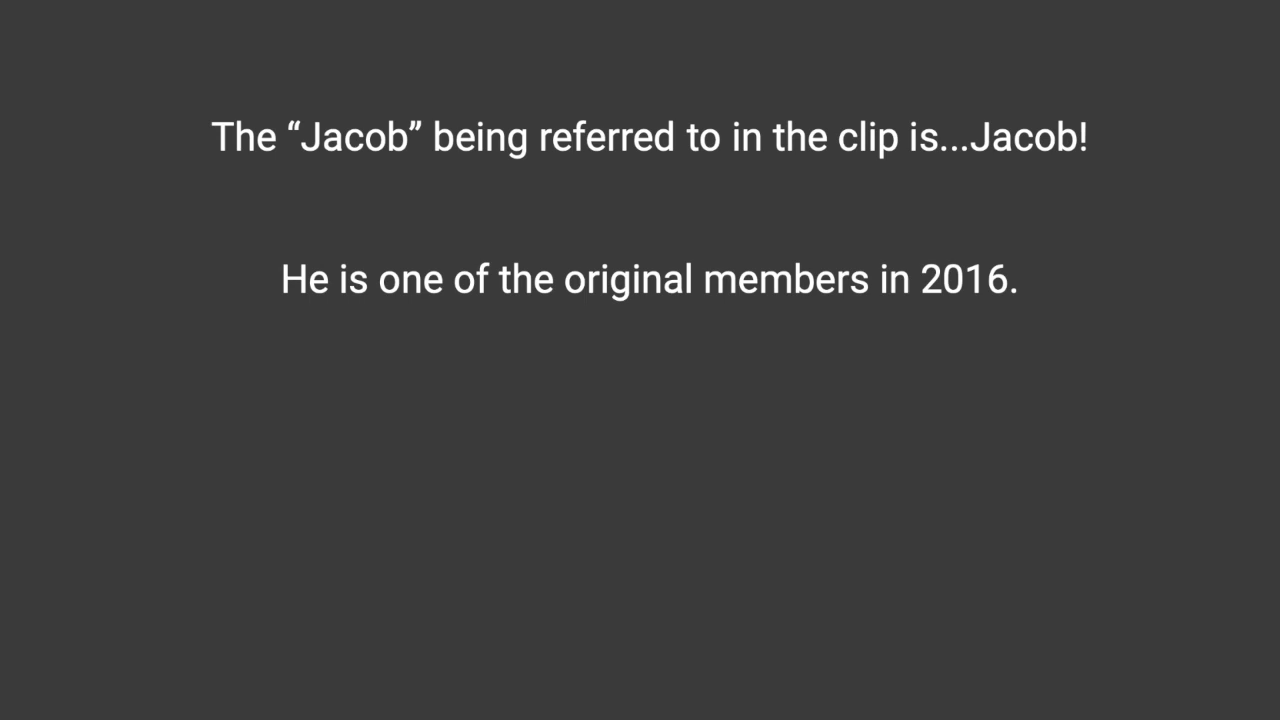 The “Jacob” being referred to in the clip is...Jacob!
He is one of the original members in 2016.